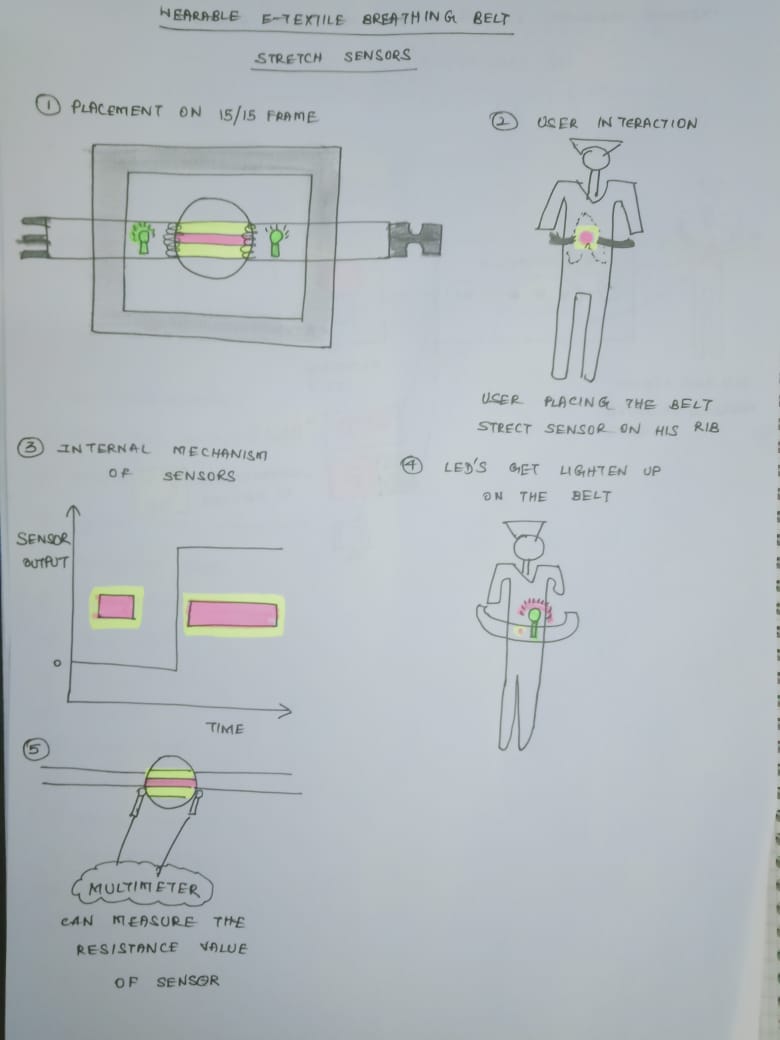 WEARABLE E-TEXTILE BREATHING BELT
STRETCH SENSORS
① PLACEMENT ON 15/15 FRAME
② USER INTERACTION
USER PLACING THE BELT
STRECT SENSOR ON HIS RIB
③ INTERNAL MECHANISM
OF SENSORS
SENSOR
OUTPUT
0
TIME
④ LED'S GET LIGHTEN UP
ON THE BELT
⑤
MULTIMETER
CAN MEASURE THE
RESISTANCE VALUE
OF SENSOR